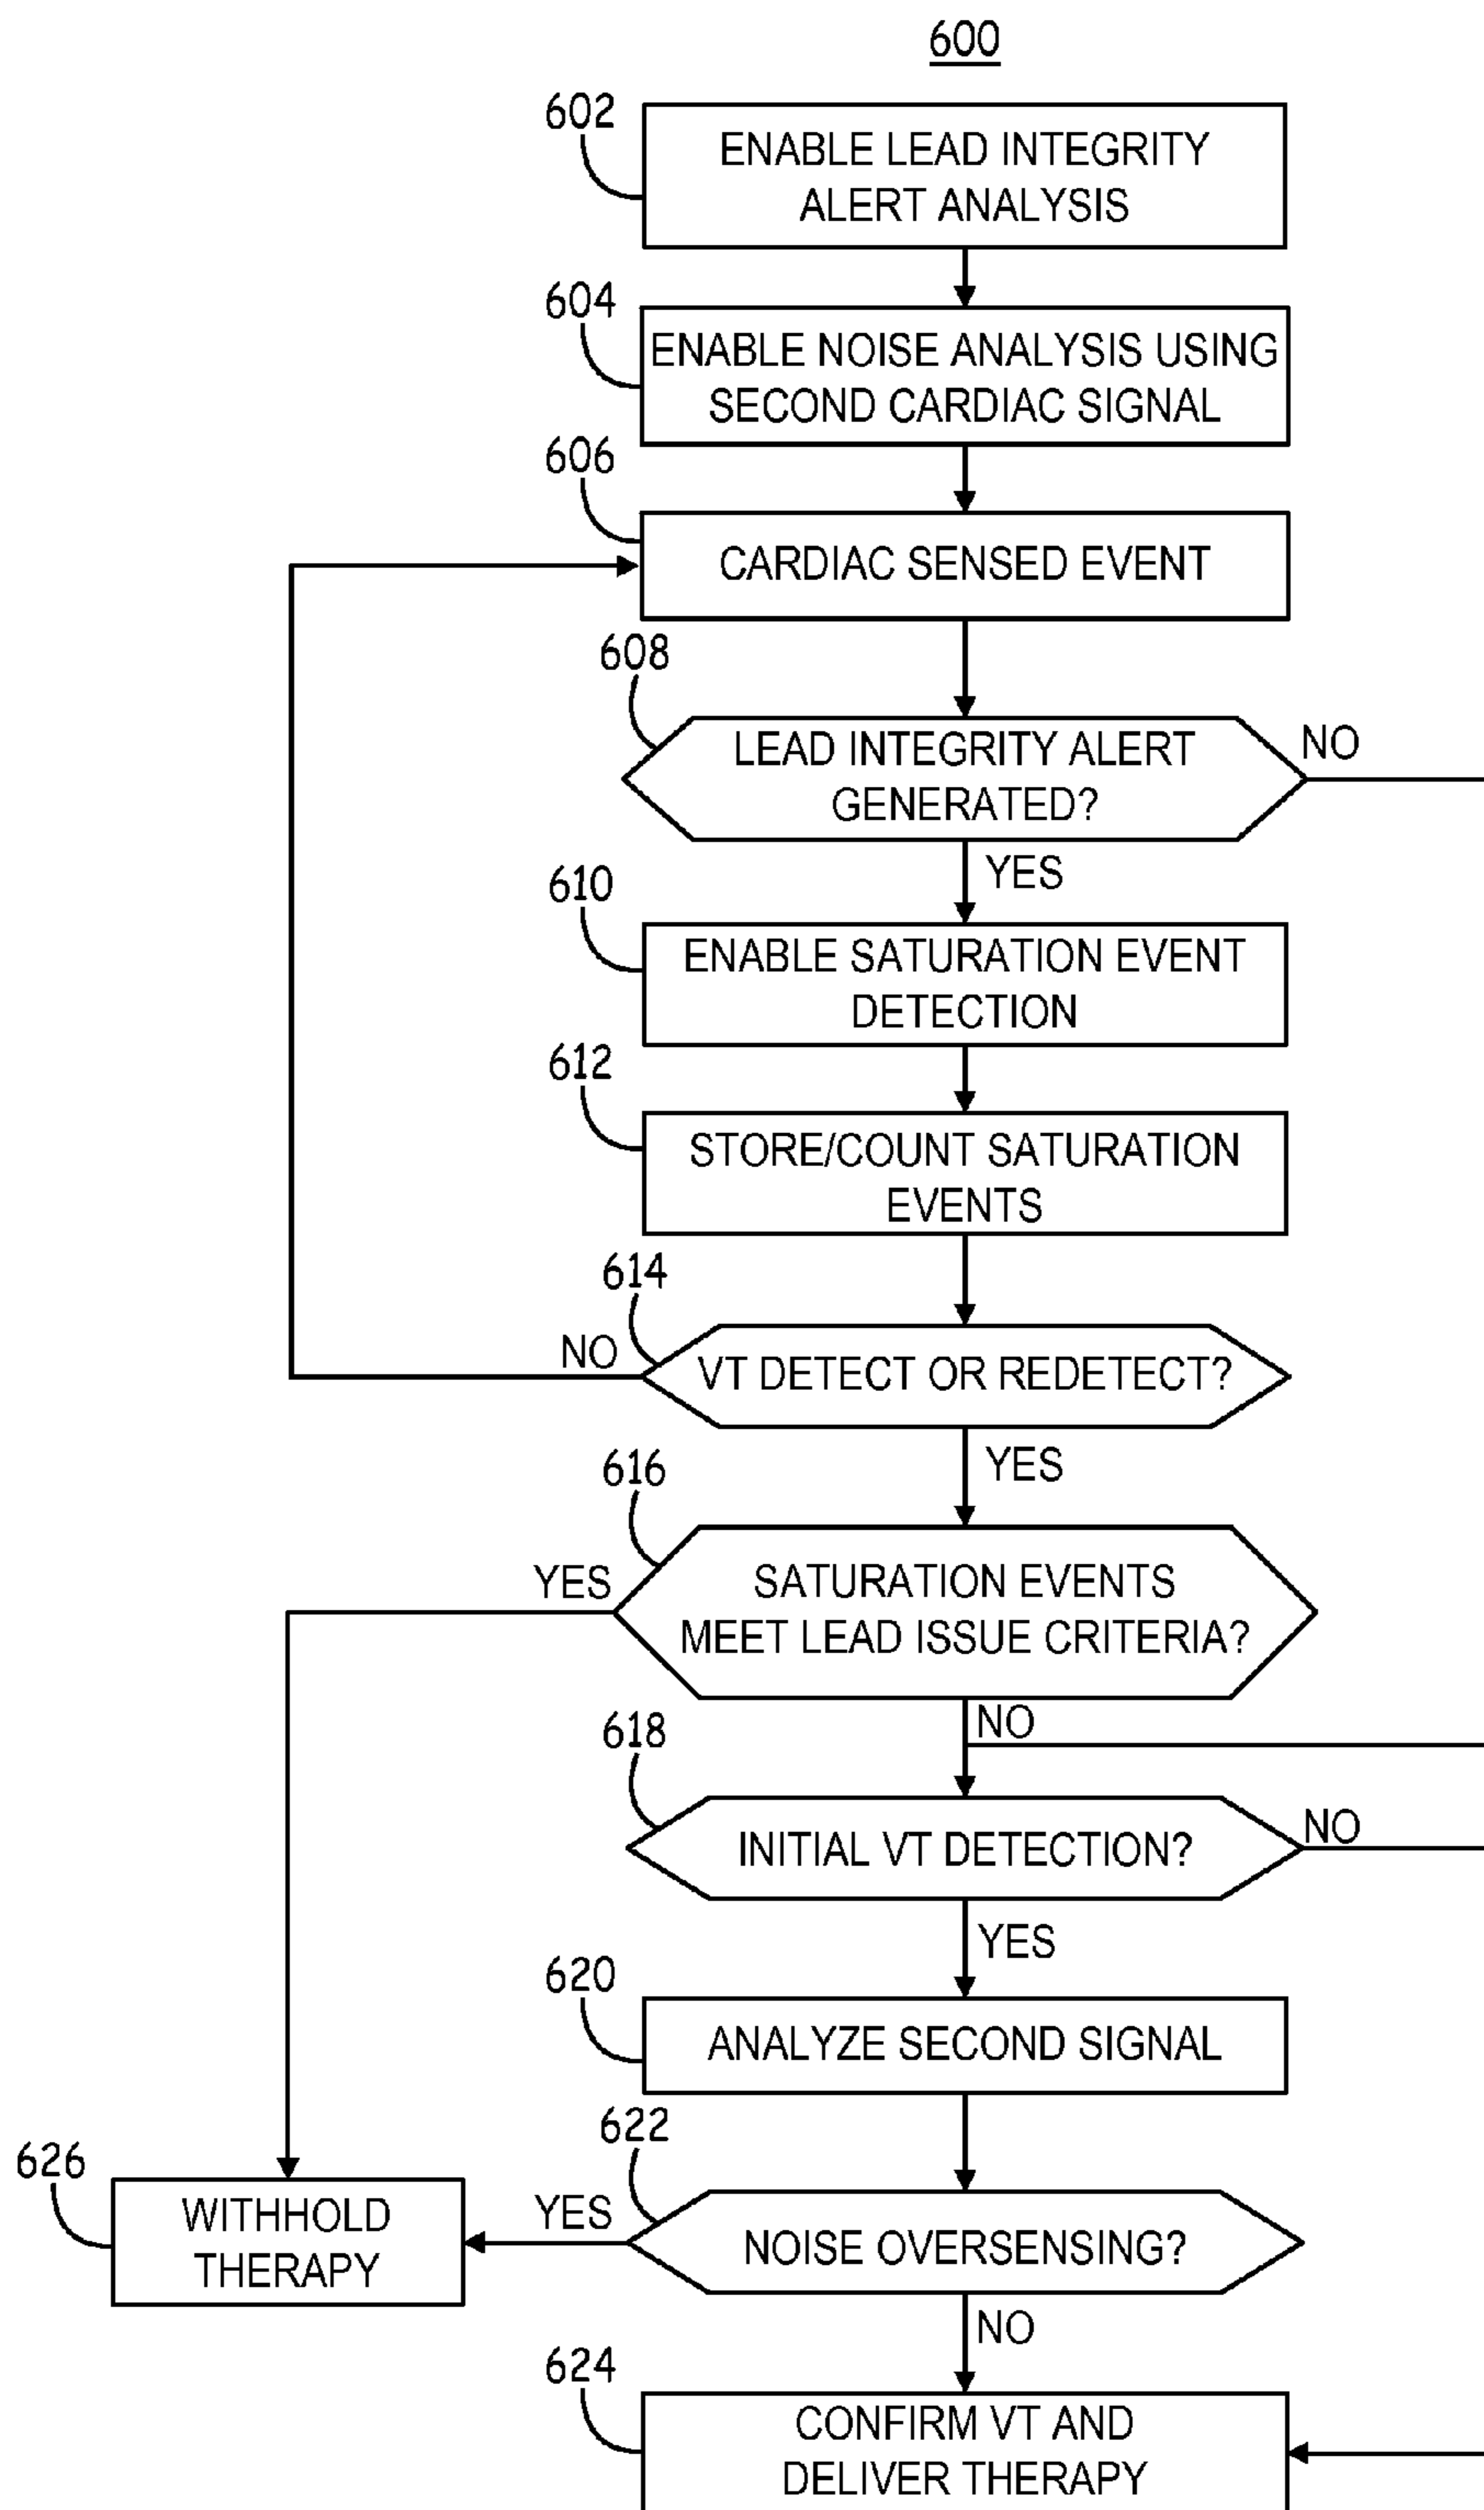 600
602
ENABLE LEAD INTEGRITY
ALERT ANALYSIS
604
ENABLE NOISE ANALYSIS USING
SECOND CARDIAC SIGNAL
606
CARDIAC SENSED EVENT
608
LEAD INTEGRITY ALERT
GENERATED?
NO
YES
610
ENABLE SATURATION EVENT
DETECTION
612
STORE/COUNT SATURATION
EVENTS
614
NO
VT DETECT OR REDETECT?
YES
616
YES
SATURATION EVENTS
MEET LEAD ISSUE CRITERIA?
NO
618
INITIAL VT DETECTION?
NO
YES
620
ANALYZE SECOND SIGNAL
622
626
WITHHOLD
THERAPY
YES
NOISE OVERSENSING?
NO
624
CONFIRM VT AND
DELIVER THERAPY